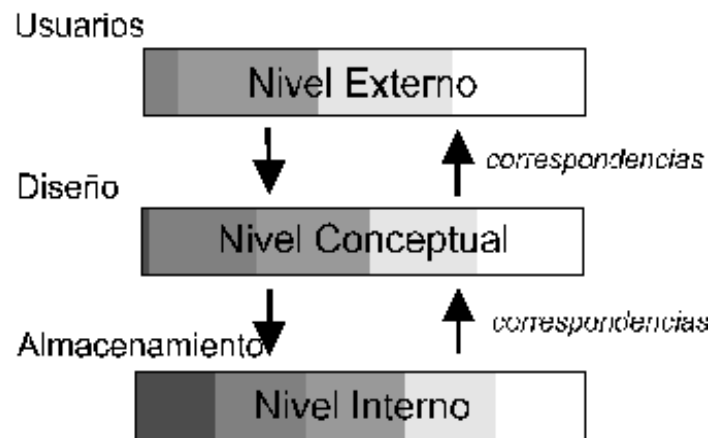 Usuarios
Nivel Externo
correspondencias
Diseño
Nivel Conceptual
correspondencias
Almacenamiento
Nivel Interno